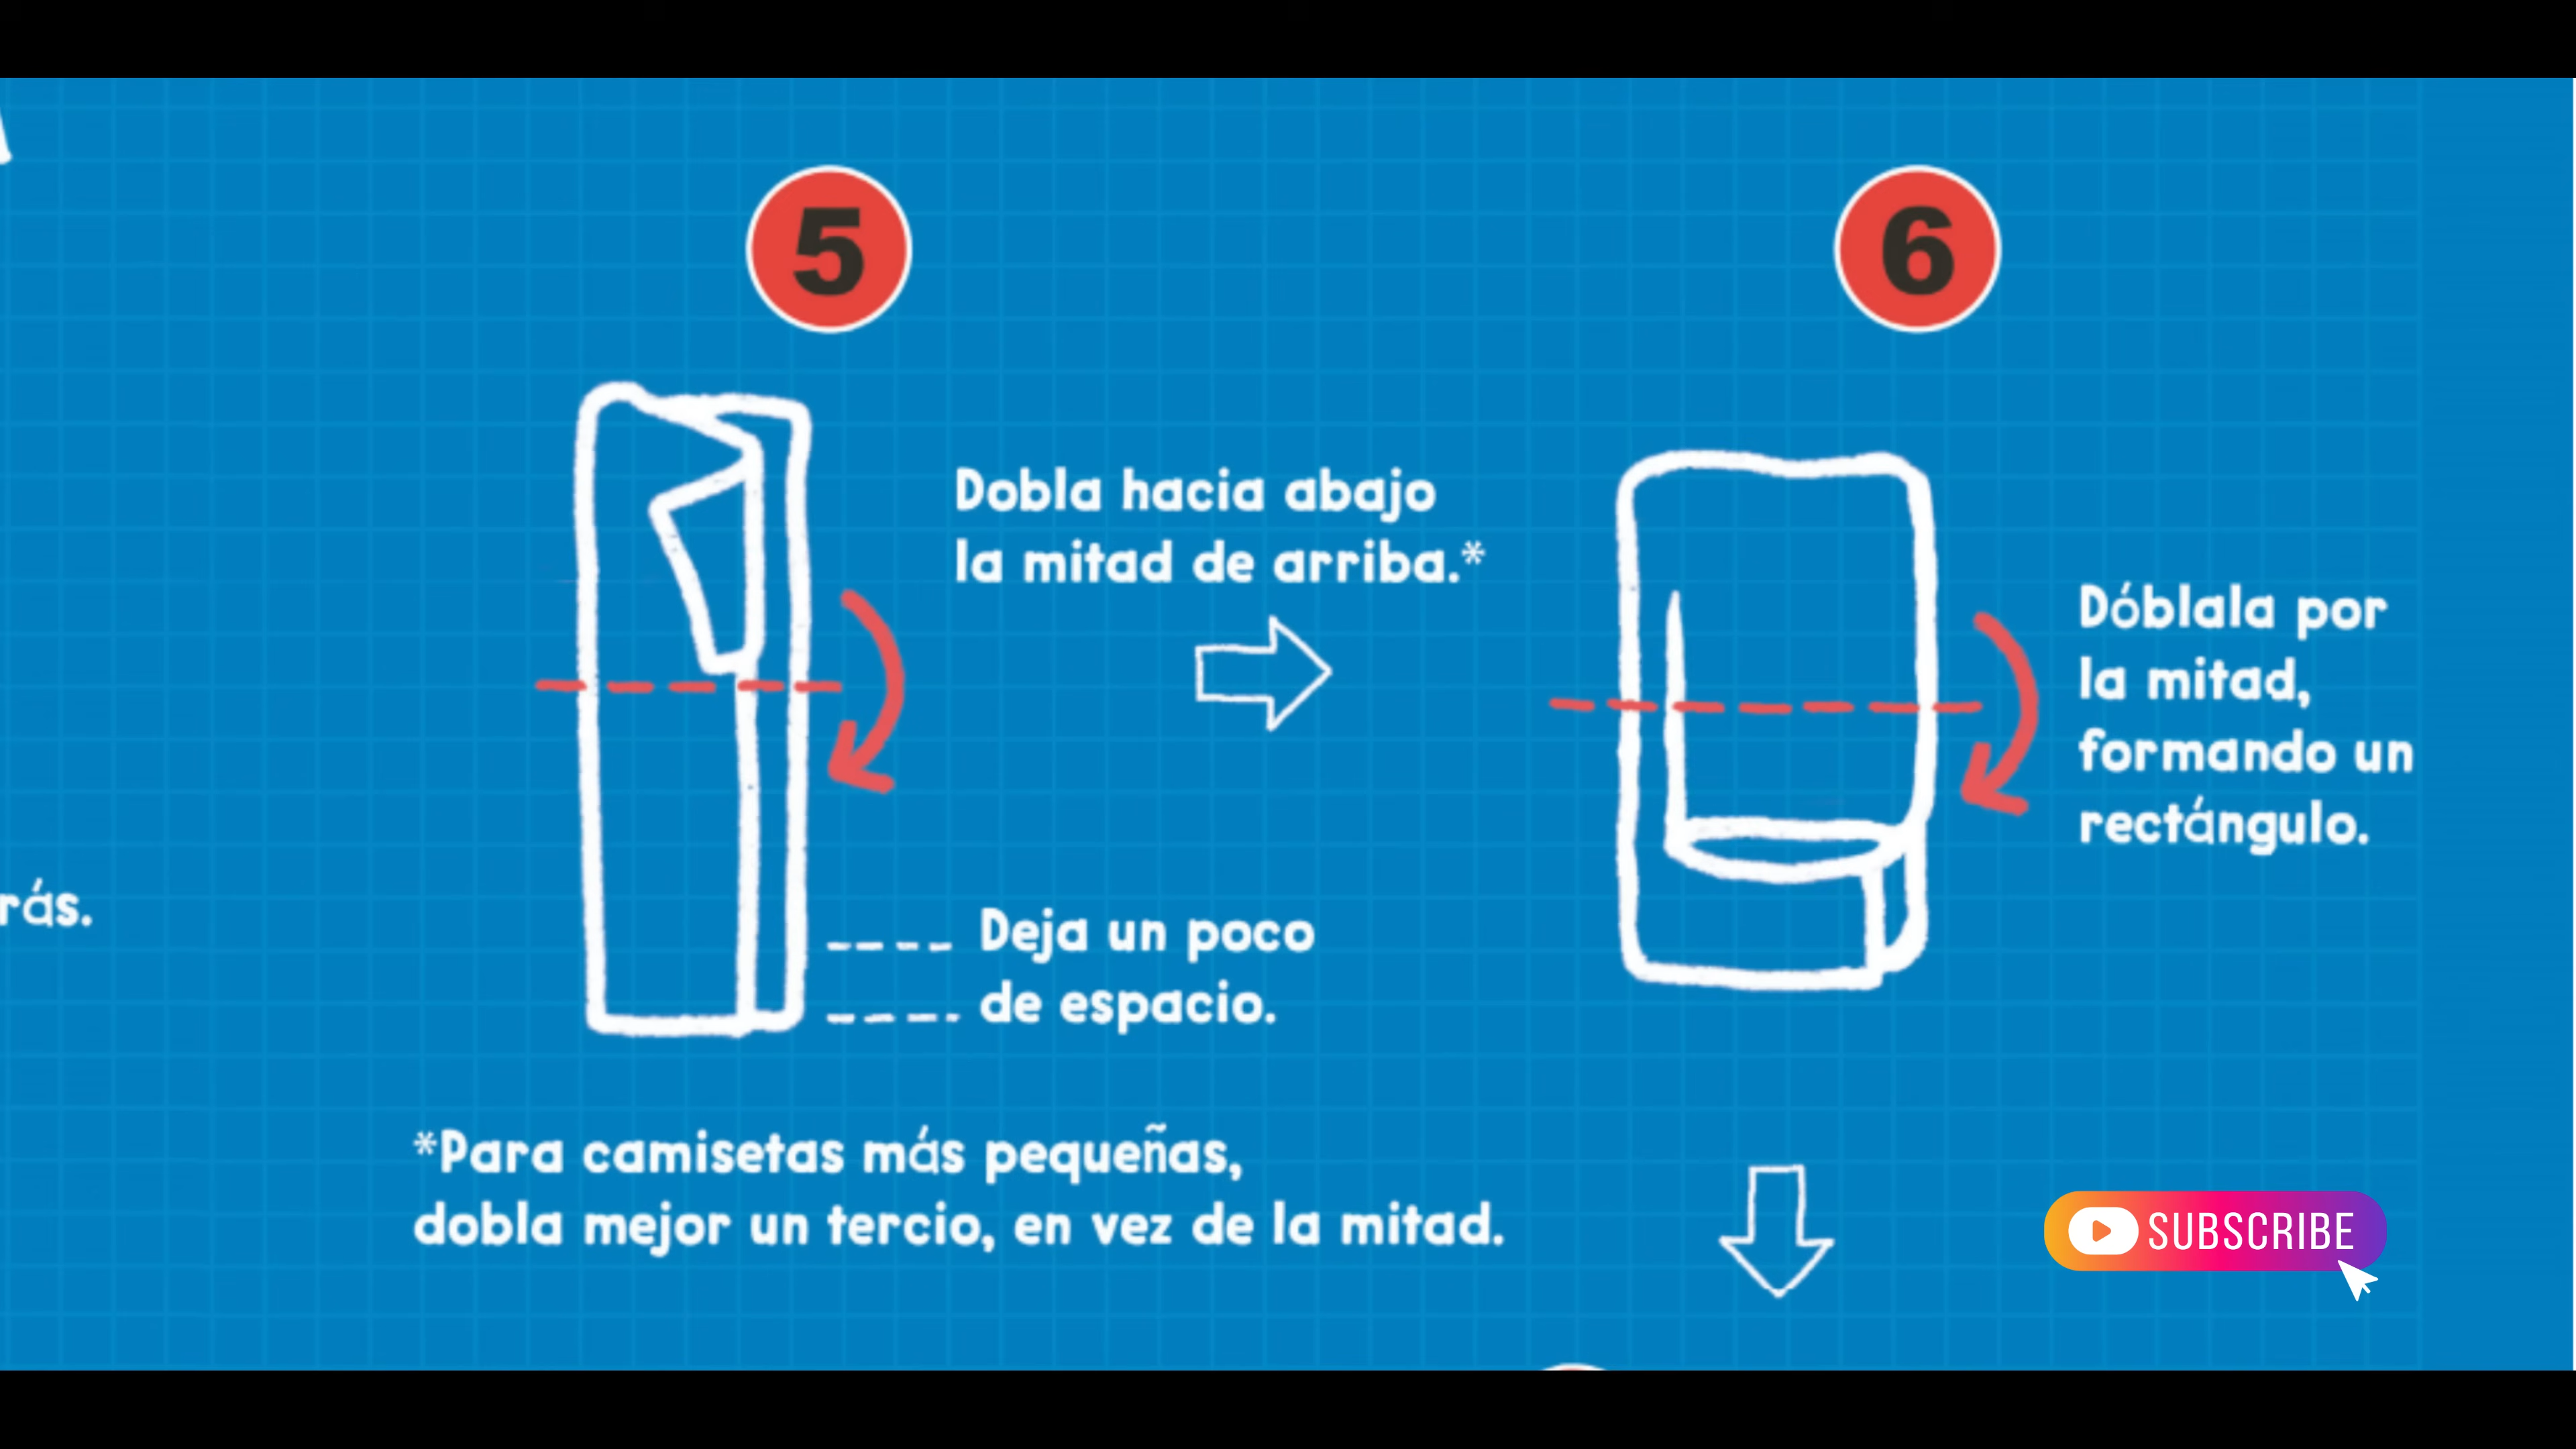 5
6
Dobla hacia abajo
la mitad de arriba.*
Dóblala por
la mitad,
formando un
rectángulo.
rás.
Deja un poco
de espacio.
*Para camisetas más pequeñas,
dobla mejor un tercio, en vez de la mitad.
SUBSCRIBE